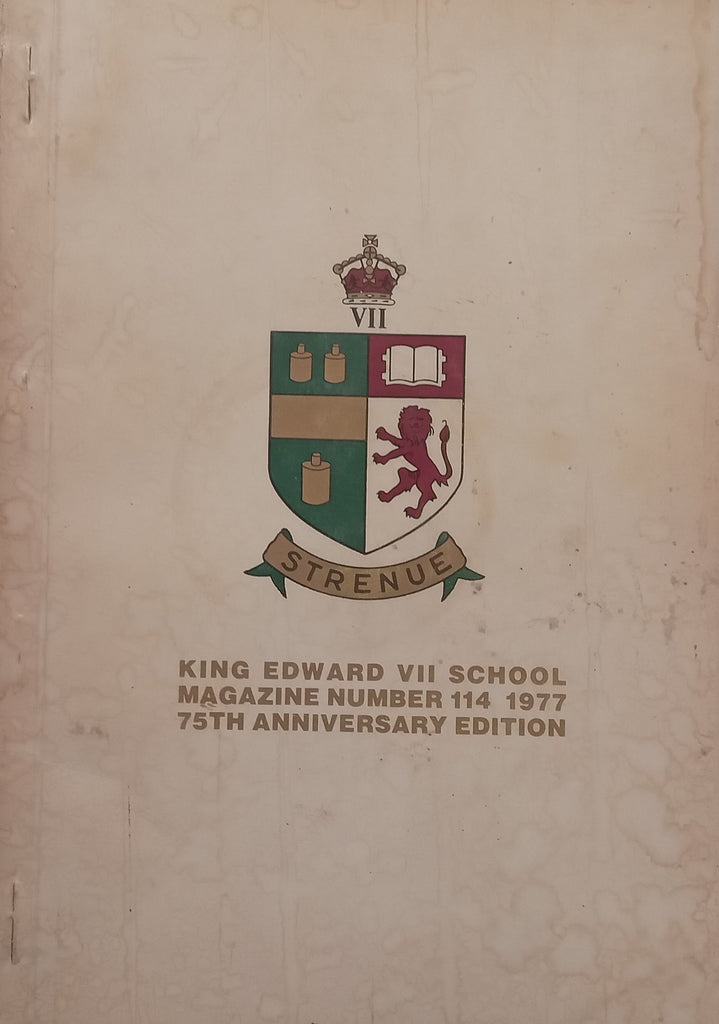 VII
STRENUE
KING EDWARD VII SCHOOL
MAGAZINE NUMBER 114 1977
75TH ANNIVERSARY EDITION